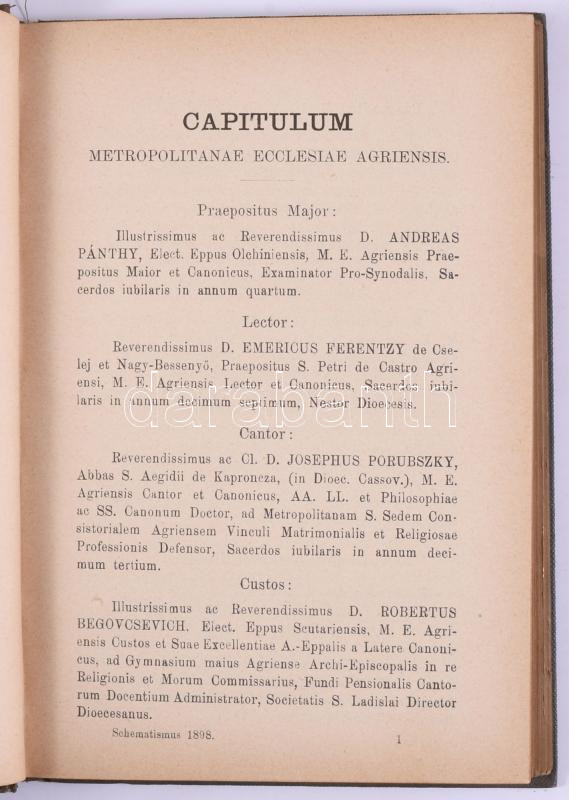 CAPITULUM
METROPOLITANAE ECCLESIAE AGRIENSIS.
Praepositus Major:
Illustrissimus ac Reverendissimus D. ANDREAS
PÁNTHY, Elect. Eppus Olchiniensis, M. E. Agriensis Prae-
positus Maior et Canonicus, Examinator Pro-Synodalis, Sa-
cerdos iubilaris in annum quartum.
Lector:
Reverendissimus D. EMERICUS FERENTZY de Cse-
lej et Nagy-Bessenyő, Praepositus S. Petri de Castro Agri-
ensi, M. E. Agriensis Lector et Canonicus, Sacerdos iubi-
laris in annum decimum septimum, Nestor Dioecesis.
darabanth
Cantor:
Reverendissimus ac Cl. D. JOSEPHUS PORUBSZKY,
Abbas S. Aegidii de Kaproncza, (in Dioec. Cassov.), M. E.
Agriensis Cantor et Canonicus, AA. LL. et Philosophiae
ac SS. Canonum Doctor, ad Metropolitanam S. Sedem Con-
sistorialem Agriensem Vinculi Matrimonialis et Religiosae
Professionis Defensor, Sacerdos iubilaris in annum deci-
mum tertium.
Custos:
Illustrissimus ac Reverendissimus D. ROBERTUS
BEGOVCSEVICH, Elect. Eppus Scutariensis, M. E. Agri-
ensis Custos et Suae Excellentiae A.-Eppalis a Latere Canoni-
cus, ad Gymnasium maius Agriense Archi-Episcopalis in re
Religionis et Morum Commissarius, Fundi Pensionalis Canto-
rum Docentium Administrator, Societatis S. Ladislai Director
Dioecesanus.
Schematismus 1898. 1